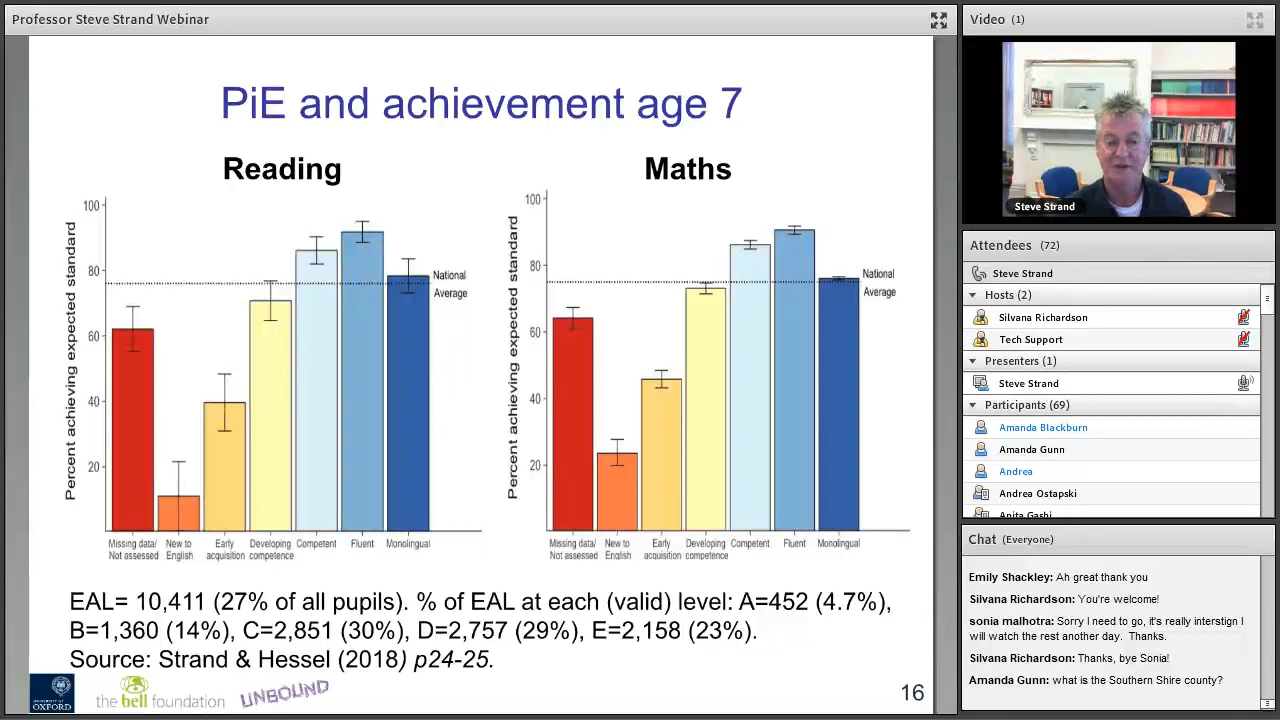 Professor Steve Strand Webinar
PiE and achievement age 7
Reading
Maths
Percent achieving expected standard
100
80
60
40
20
National
Average
Missing data/
Not assessed
New to
English
Early
acquisition
Developing
competence
Competent
Fluent
Monolingual
Percent achieving expected standard
100
80
60
40
20
National
Average
Missing data/
Not assessed
New to
English
Early
acquisition
Developing
competence
Competent
Fluent
Monolingual
EAL= 10,411 (27% of all pupils). % of EAL at each (valid) level: A=452 (4.7%),
B=1,360 (14%), C=2,851 (30%), D=2,757 (29%), E=2,158 (23%).
Source: Strand & Hessel (2018) p24-25.
UNIVERSITY OF
OXFORD
the bell foundation
UNBOUND
16
Video (1)
Steve Strand
Attendees (72)
Steve Strand
Hosts (2)
Silvana Richardson
Tech Support
Presenters (1)
Steve Strand
Participants (69)
Amanda Blackburn
Amanda Gunn
Andrea
Andrea Ostapski
Anita Gashi
Chat (Everyone)
Emily Shackley: Ah great thank you
Silvana Richardson: You're welcome!
sonia malhotra: Sorry I need to go, it's really interstign I
will watch the rest another day. Thanks.
Silvana Richardson: Thanks, bye Sonia!
Amanda Gunn: what is the Southern Shire county?